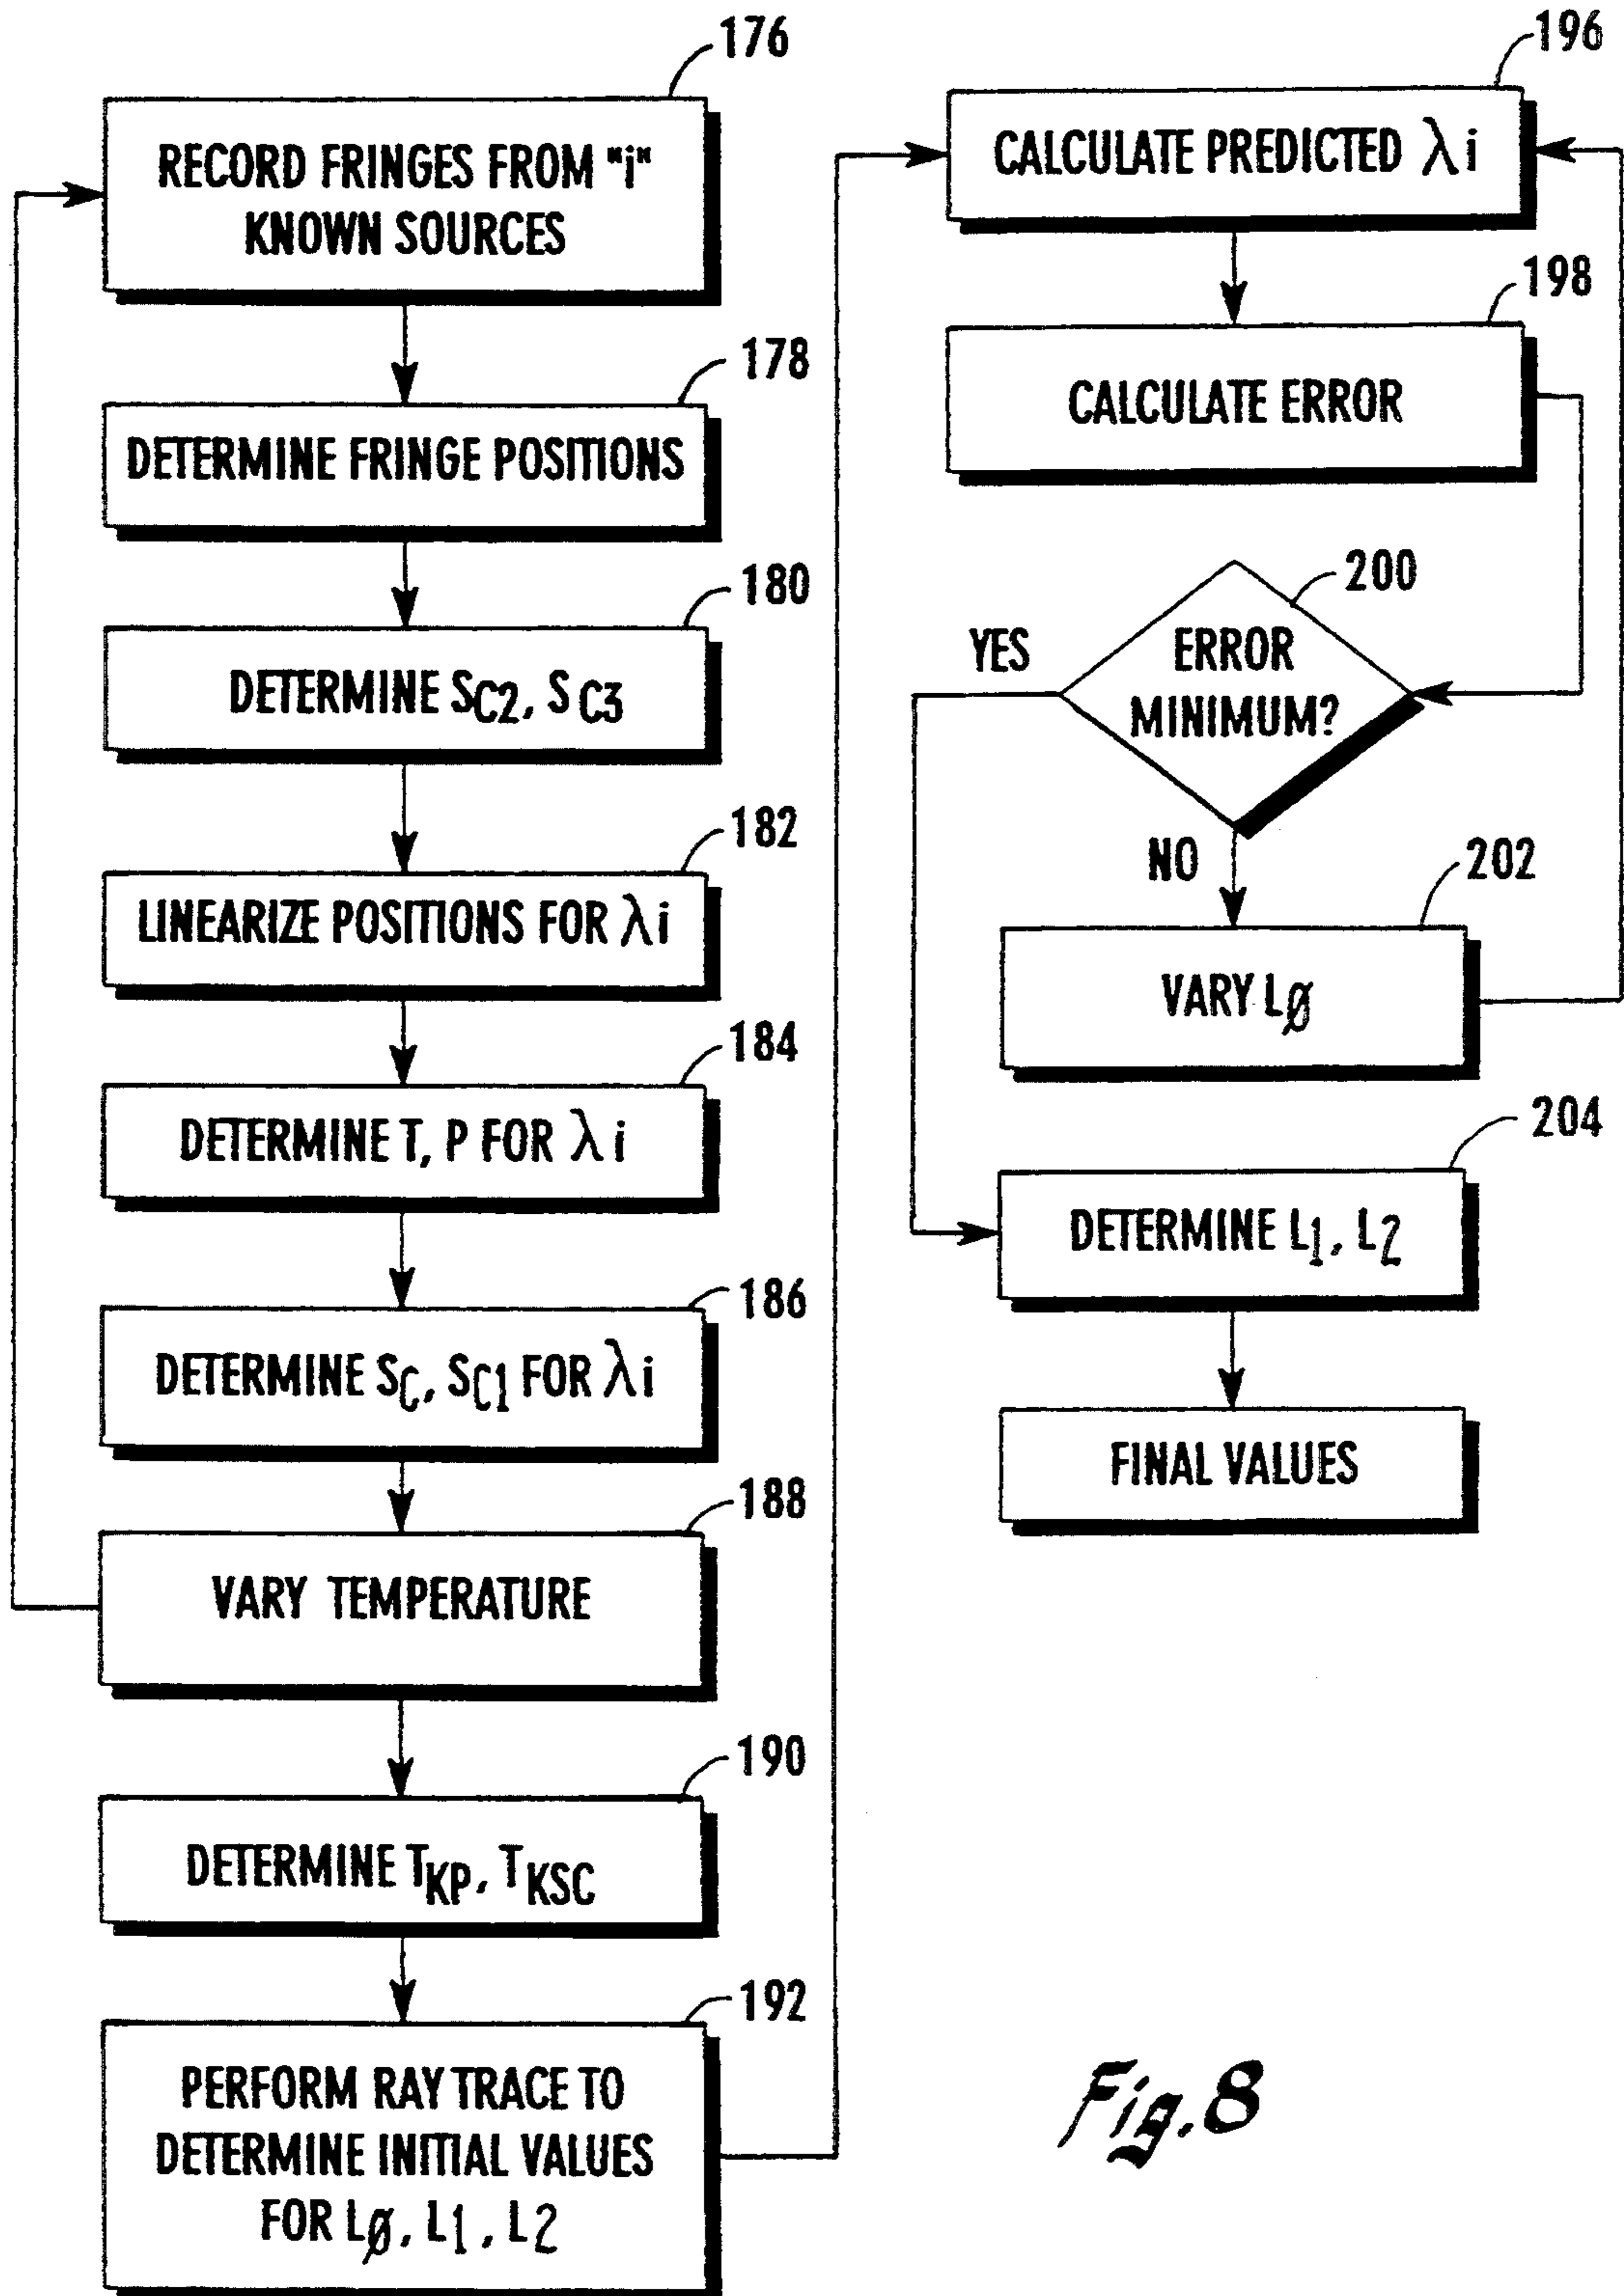 176
RECORD FRINGES FROM "i"
KNOWN SOURCES
178
DETERMINE FRINGE POSITIONS
180
DETERMINE SC2, SC3
182
LINEARIZE POSITIONS FOR λi
184
DETERMINE T, P FOR λi
186
DETERMINE SC, SC1 FOR λi
188
VARY TEMPERATURE
190
DETERMINE TKP, TKSC
192
PERFORM RAY TRACE TO
DETERMINE INITIAL VALUES
FOR LØ, L1, L2
196
CALCULATE PREDICTED λi
198
CALCULATE ERROR
200
YES
ERROR
MINIMUM?
NO
202
VARY LØ
204
DETERMINE L1, L2
FINAL VALUES
Fig.8